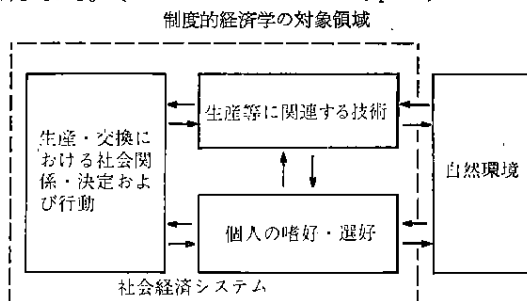 制度的経済学の対象領域
生産・交換に
おける社会関
係・決定およ
び行動
生産等に関連する技術
個人の嗜好・選好
自然環境
社会経済システム